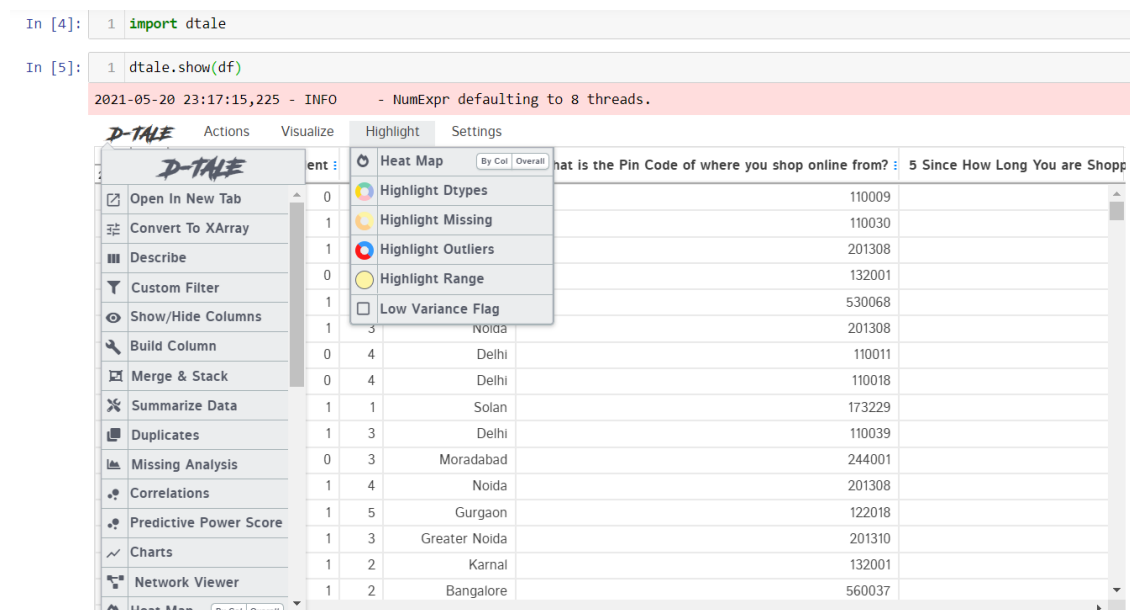 In [4]: 1 import dtale
In [5]: 1 dtale.show(df)
2021-05-20 23:17:15,225 - INFO - NumExpr defaulting to 8 threads.
D-TALE Actions Visualize Highlight Settings
D-TALE
Open In New Tab
Convert To XArray
Describe
Custom Filter
Show/Hide Columns
Build Column
Merge & Stack
Summarize Data
Duplicates
Missing Analysis
Correlations
Predictive Power Score
Charts
Network Viewer
Heat Map By Col Overall
Heat Map By Col Overall
Highlight Dtypes
Highlight Missing
Highlight Outliers
Highlight Range
Low Variance Flag
ent hat is the Pin Code of where you shop online from? 5 Since How Long You are Shopp
0 110009
1 110030
1 201308
0 132001
1 530068
1 3 Noida 201308
0 4 Delhi 110011
0 4 Delhi 110018
1 1 Solan 173229
1 3 Delhi 110039
0 3 Moradabad 244001
1 4 Noida 201308
1 5 Gurgaon 122018
1 3 Greater Noida 201310
1 2 Karnal 132001
1 2 Bangalore 560037